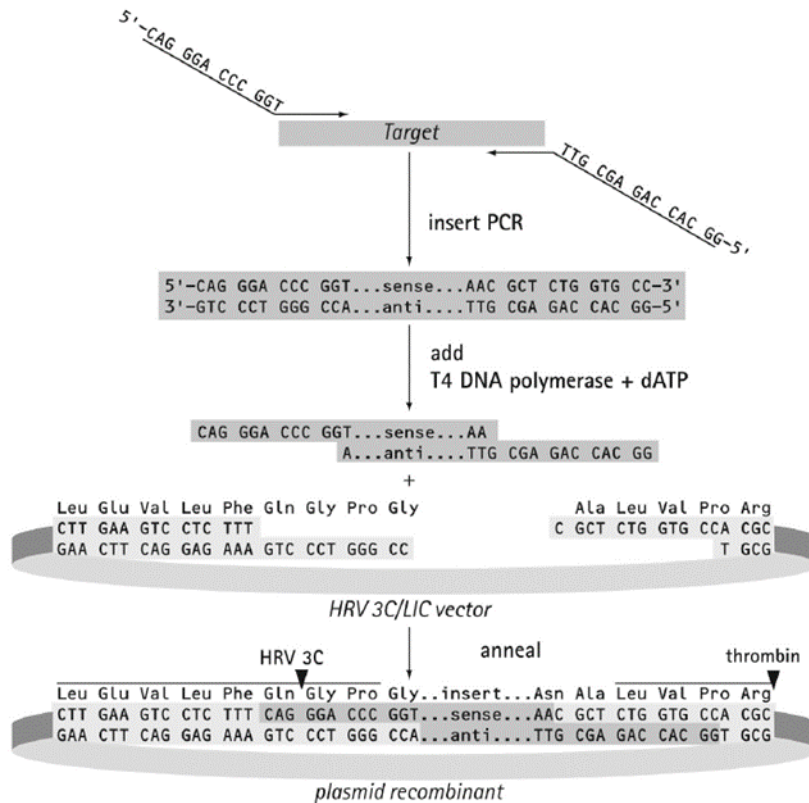 5'-CAG GGA CCC GGT
Target
TTG CGA GAC CAC GG-5'
insert PCR
5'-CAG GGA CCC GGT...sense...AAC GCT CTG GTG CC-3'
3'-GTC CCT GGG CCA...anti....TTG CGA GAC CAC GG-5'
add
T4 DNA polymerase + dATP
CAG GGA CCC GGT...sense...AA
A...anti....TTG CGA GAC CAC GG
+
Leu Glu Val Leu Phe Gln Gly Pro Gly Ala Leu Val Pro Arg
CTT GAA GTC CTC TTT C GCT CTG GTG CCA CGC
GAA CTT CAG GAG AAA GTC CCT GGG CC T GCG
HRV 3C/LIC vector
anneal
HRV 3C thrombin
Leu Glu Val Leu Phe Gln Gly Pro Gly..insert...Asn Ala Leu Val Pro Arg
CTT GAA GTC CTC TTT CAG GGA CCC GGT...sense...AAC GCT CTG GTG CCA CGC
GAA CTT CAG GAG AAA GTC CCT GGG CCA...anti....TTG CGA GAC CAC GGT GCG
plasmid recombinant